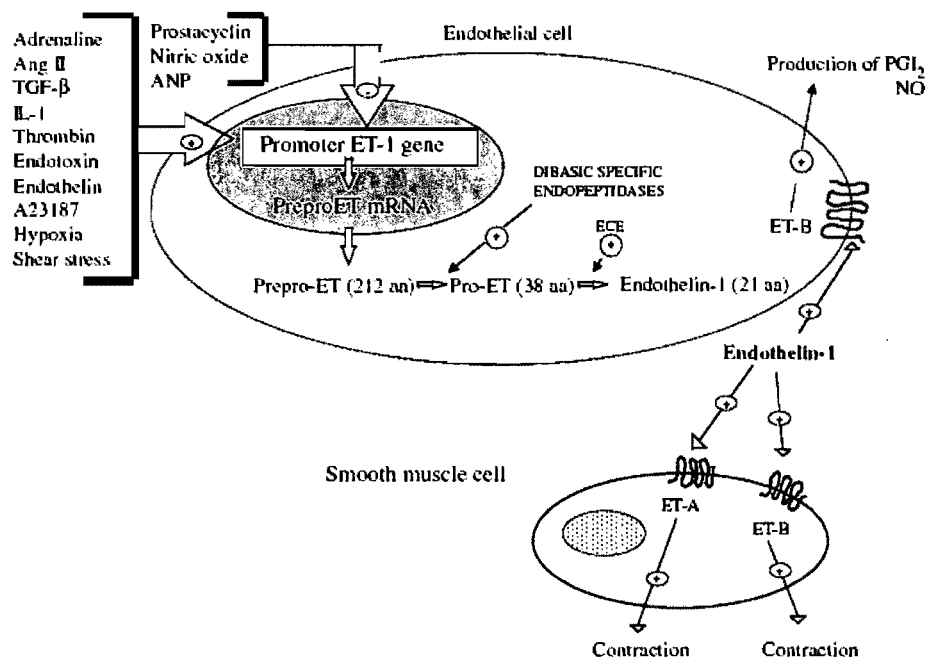 Adrenaline
Ang II
TGF-β
IL-1
Thrombin
Endotoxin
Endothelin
A23187
Hypoxia
Shear stress
Prostacyclin
Nitric oxide
ANP
Endothelial cell
Production of PGI2
NO
+
-
Promoter ET-1 gene
PreproET mRNA
DIBASIC SPECIFIC
ENDOPEPTIDASES
+
ECE
+
+
ET-B
Prepro-ET (212 aa)
Pro-ET (38 aa)
Endothelin-1 (21 aa)
+
Endothelin-1
+
+
Smooth muscle cell
ET-A
ET-B
+
+
Contraction
Contraction